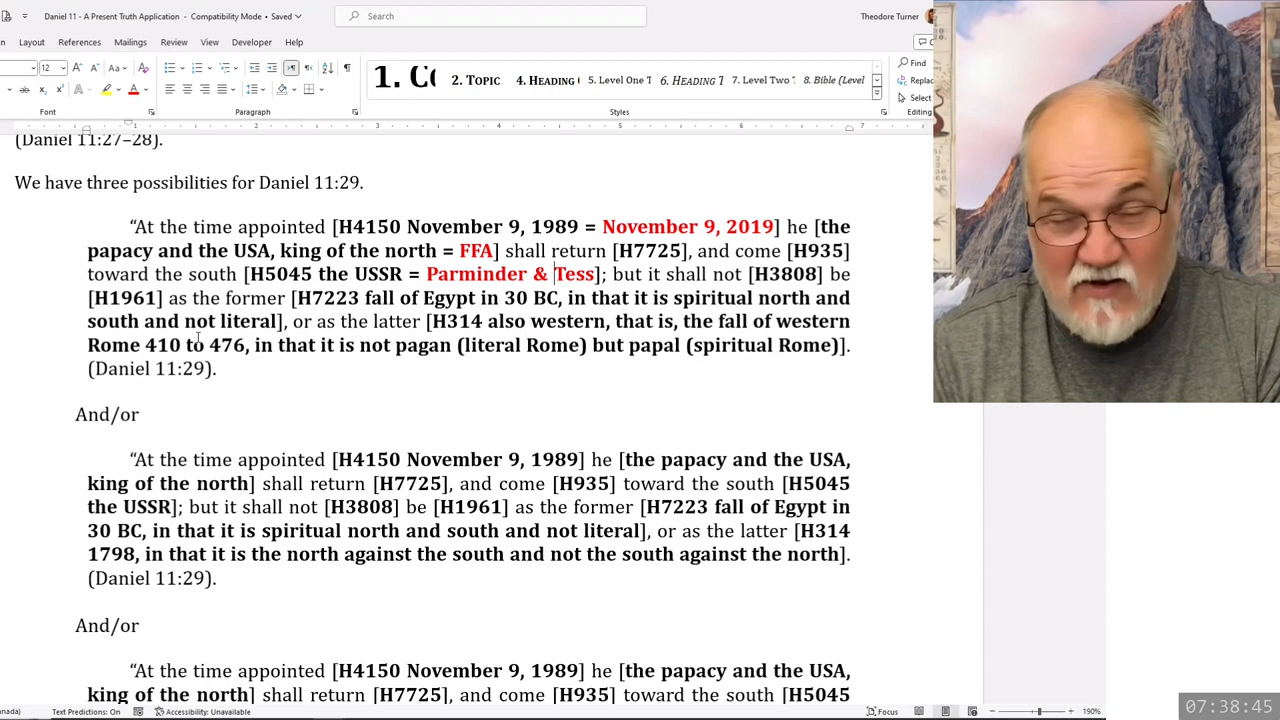 Daniel 11 - A Present Truth Application - Compatibility Mode • Saved
Search
Theodore Turner
Layout References Mailings Review View Developer Help
12 Aa
1. 2. Topic 4. Heading 5. Level One 6. Heading 7. Level Two 8. Bible (Level
Find
Replac
Select
Font Paragraph Styles Editing
2 3 4 5 6 7
(Daniel 11:27–28).
We have three possibilities for Daniel 11:29.
“At the time appointed [H4150 November 9, 1989 = November 9, 2019] he [the
papacy and the USA, king of the north = FFA] shall return [H7725], and come [H935]
toward the south [H5045 the USSR = Parminder & Tess]; but it shall not [H3808] be
[H1961] as the former [H7223 fall of Egypt in 30 BC, in that it is spiritual north and
south and not literal], or as the latter [H314 also western, that is, the fall of western
Rome 410 to 476, in that it is not pagan (literal Rome) but papal (spiritual Rome)].
(Daniel 11:29).
And/or
“At the time appointed [H4150 November 9, 1989] he [the papacy and the USA,
king of the north] shall return [H7725], and come [H935] toward the south [H5045
the USSR]; but it shall not [H3808] be [H1961] as the former [H7223 fall of Egypt in
30 BC, in that it is spiritual north and south and not literal], or as the latter [H314
1798, in that it is the north against the south and not the south against the north].
(Daniel 11:29).
And/or
“At the time appointed [H4150 November 9, 1989] he [the papacy and the USA,
king of the north] shall return [H7725], and come [H935] toward the south [H5045
nada) Text Predictions: On Accessibility: Unavailable Focus 190%
07:38:45